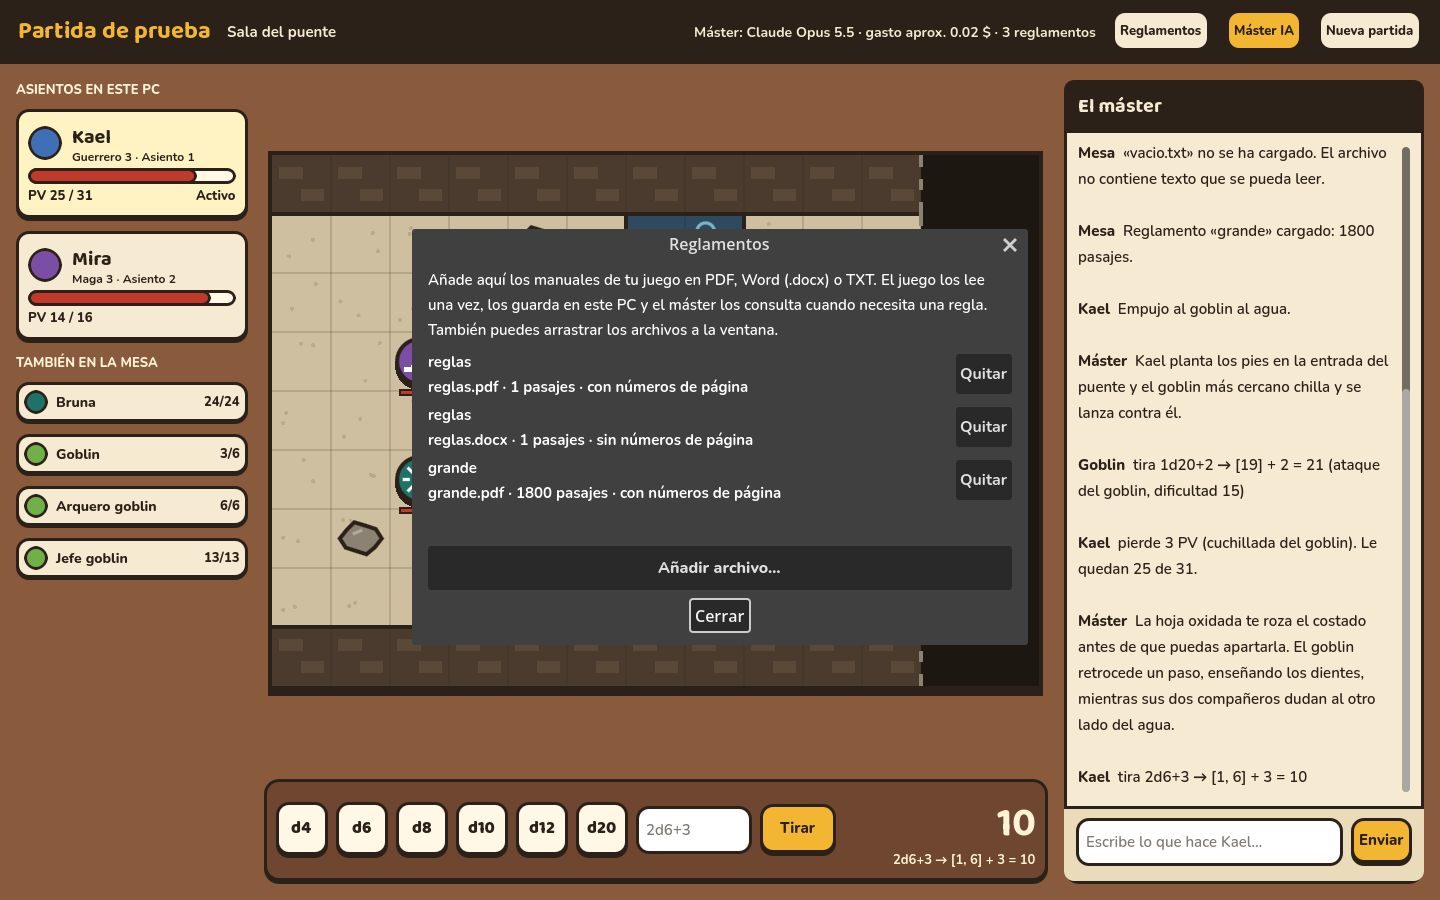 Partida de prueba
Sala del puente
Máster: Claude Opus 5.5 · gasto aprox. 0.02 $ · 3 reglamentos
Reglamentos
Máster IA
Nueva partida
ASIENTOS EN ESTE PC
Kael
Guerrero 3 · Asiento 1
PV 25 / 31
Activo
Mira
Maga 3 · Asiento 2
PV 14 / 16
TAMBIÉN EN LA MESA
Bruna
24/24
Goblin
3/6
Arquero goblin
6/6
Jefe goblin
13/13
Reglamentos
Añade aquí los manuales de tu juego en PDF, Word (.docx) o TXT. El juego los lee
una vez, los guarda en este PC y el máster los consulta cuando necesita una regla.
También puedes arrastrar los archivos a la ventana.
reglas
reglas.pdf · 1 pasajes · con números de página
Quitar
reglas
reglas.docx · 1 pasajes · sin números de página
Quitar
grande
grande.pdf · 1800 pasajes · con números de página
Quitar
Añadir archivo...
Cerrar
d4
d6
d8
d10
d12
d20
2d6+3
Tirar
10
2d6+3 → [1, 6] + 3 = 10
El máster
Mesa «vacio.txt» no se ha cargado. El archivo
no contiene texto que se pueda leer.
Mesa Reglamento «grande» cargado: 1800
pasajes.
Kael Empujo al goblin al agua.
Máster Kael planta los pies en la entrada del
puente y el goblin más cercano chilla y se
lanza contra él.
Goblin tira 1d20+2 → [19] + 2 = 21 (ataque
del goblin, dificultad 15)
Kael pierde 3 PV (cuchillada del goblin). Le
quedan 25 de 31.
Máster La hoja oxidada te roza el costado
antes de que puedas apartarla. El goblin
retrocede un paso, enseñando los dientes,
mientras sus dos compañeros dudan al otro
lado del agua.
Kael tira 2d6+3 → [1, 6] + 3 = 10
Escribe lo que hace Kael...
Enviar